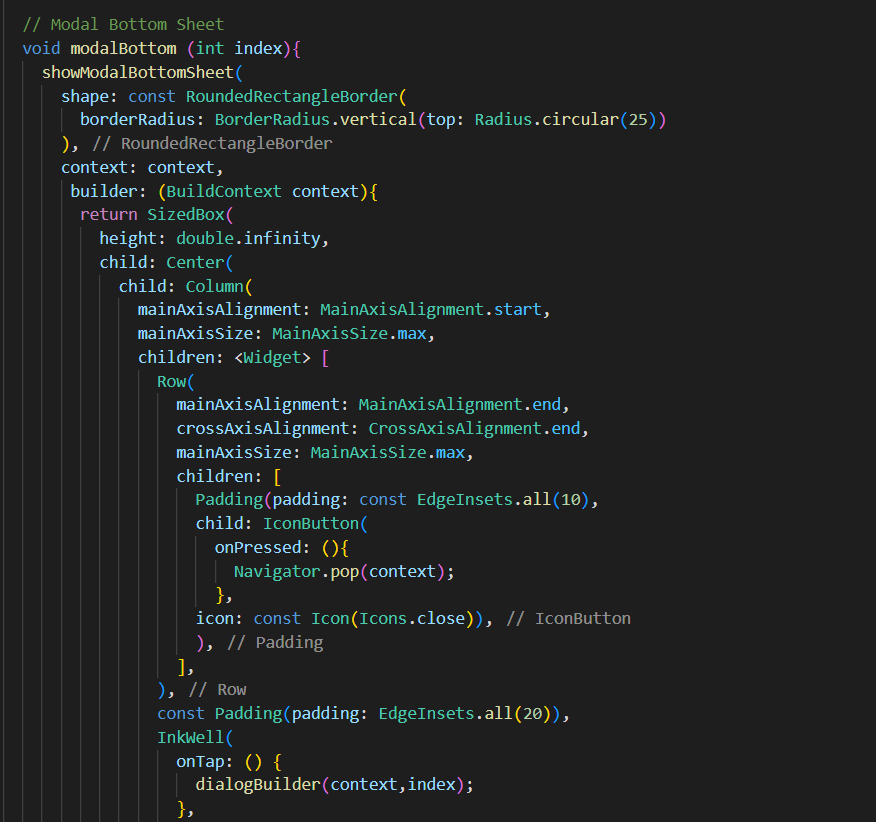 // Modal Bottom Sheet
void modalBottom (int index){
  showModalBottomSheet(
    shape: const RoundedRectangleBorder(
      borderRadius: BorderRadius.vertical(top: Radius.circular(25))
    ), // RoundedRectangleBorder
    context: context,
     builder: (BuildContext context){
      return SizedBox(
        height: double.infinity,
        child: Center(
          child: Column(
            mainAxisAlignment: MainAxisAlignment.start,
            mainAxisSize: MainAxisSize.max,
            children: <Widget> [
              Row(
                mainAxisAlignment: MainAxisAlignment.end,
                crossAxisAlignment: CrossAxisAlignment.end,
                mainAxisSize: MainAxisSize.max,
                children: [
                  Padding(padding: const EdgeInsets.all(10),
                  child: IconButton(
                    onPressed: (){
                      Navigator.pop(context);
                    },
                  icon: const Icon(Icons.close)), // IconButton
                  ), // Padding
                ],
              ), // Row
              const Padding(padding: EdgeInsets.all(20)),
              InkWell(
                onTap: () {
                  dialogBuilder(context,index);
                },